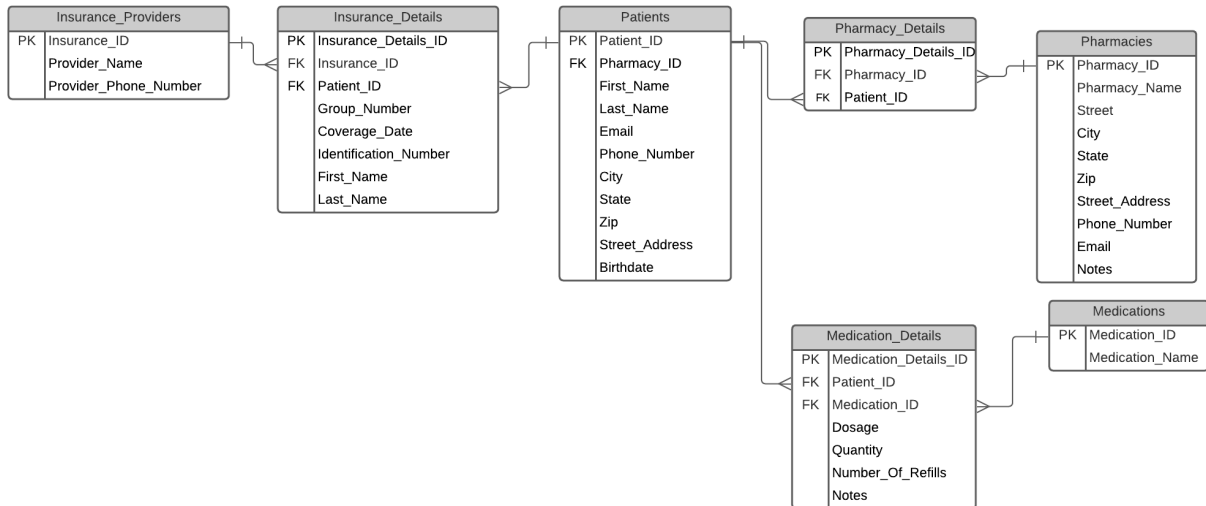 Insurance_Providers
PK Insurance_ID
Provider_Name
Provider_Phone_Number
Insurance_Details
PK Insurance_Details_ID
FK Insurance_ID
FK Patient_ID
Group_Number
Coverage_Date
Identification_Number
First_Name
Last_Name
Patients
PK Patient_ID
FK Pharmacy_ID
First_Name
Last_Name
Email
Phone_Number
City
State
Zip
Street_Address
Birthdate
Pharmacy_Details
PK Pharmacy_Details_ID
FK Pharmacy_ID
FK Patient_ID
Pharmacies
PK Pharmacy_ID
Pharmacy_Name
Street
City
State
Zip
Street_Address
Phone_Number
Email
Notes
Medication_Details
PK Medication_Details_ID
FK Patient_ID
FK Medication_ID
Dosage
Quantity
Number_Of_Refills
Notes
Medications
PK Medication_ID
Medication_Name